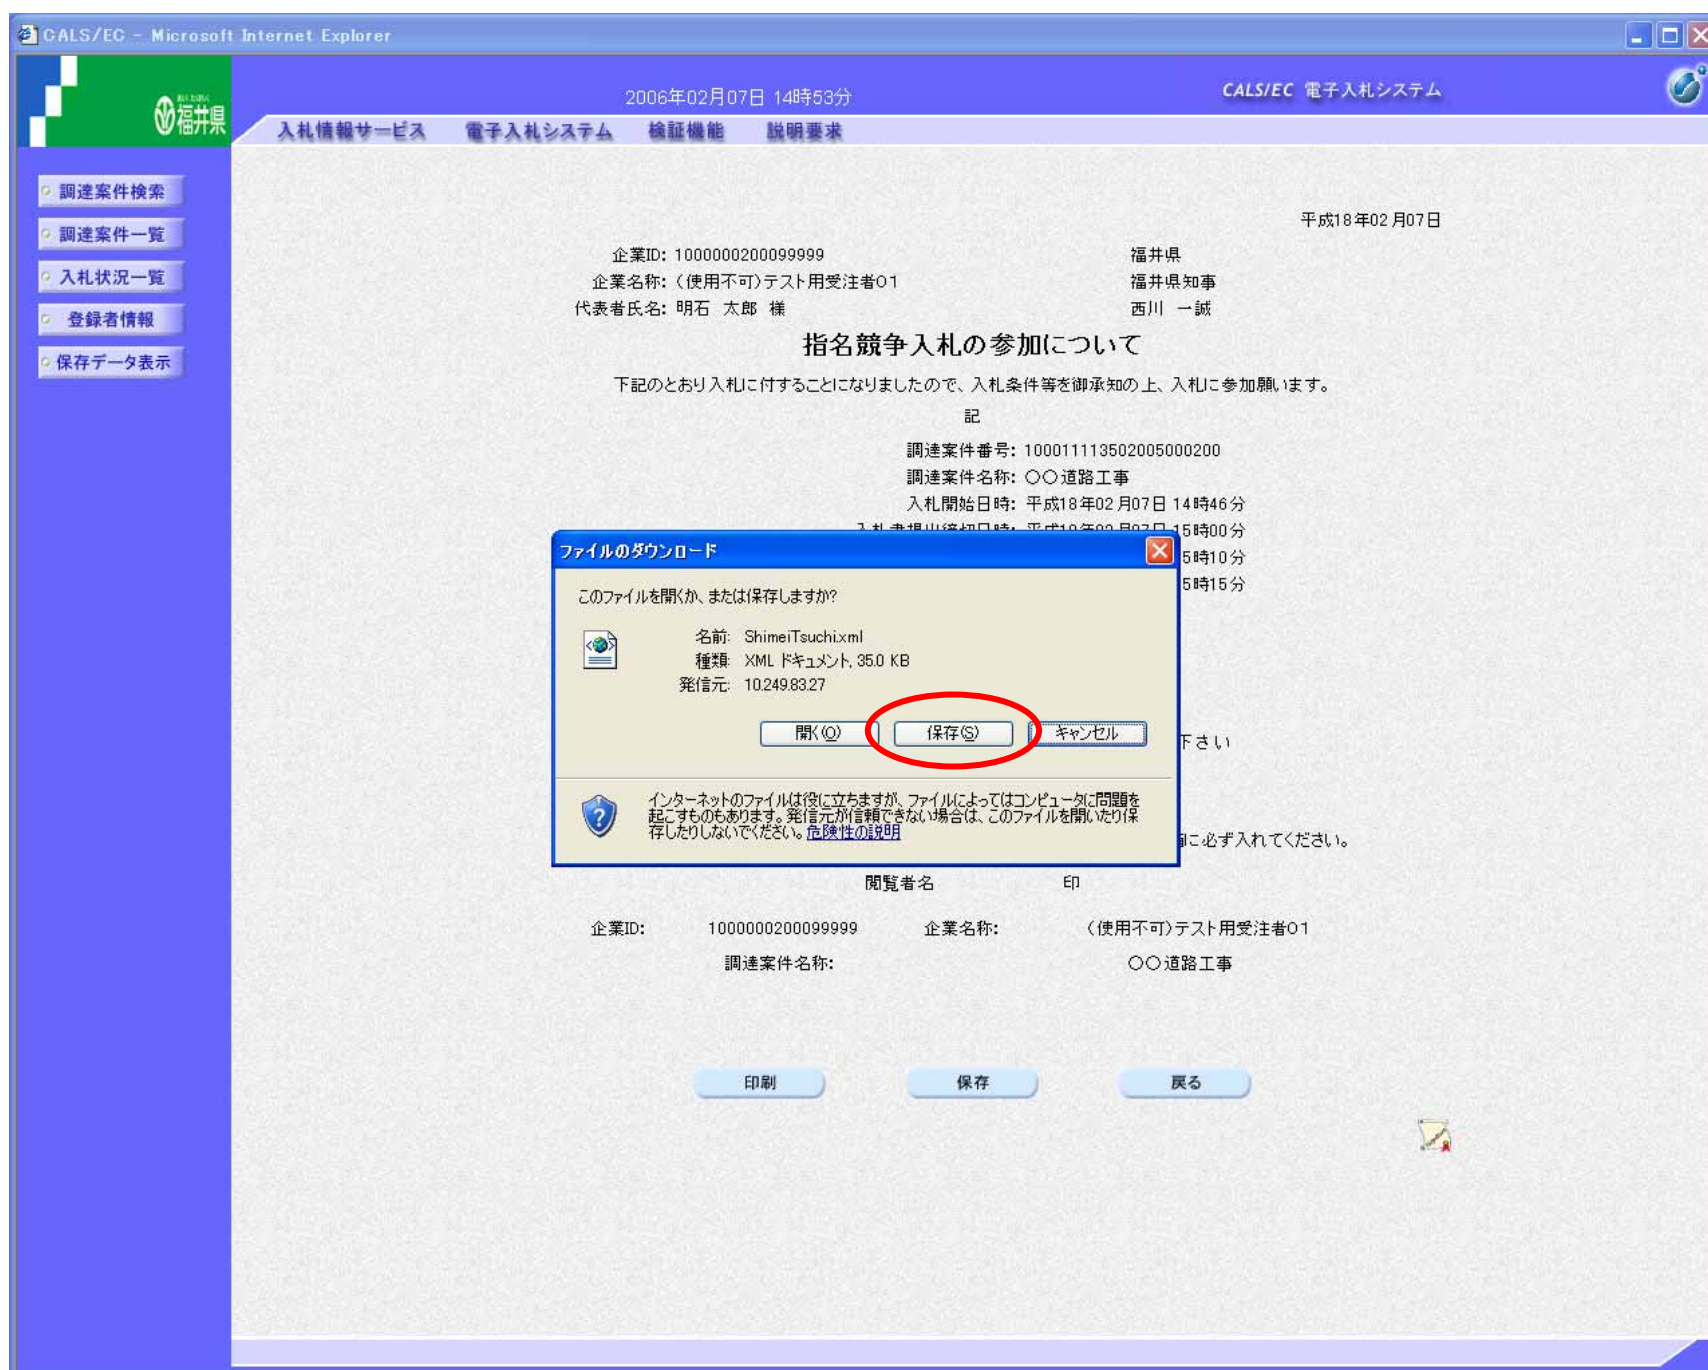 CALS/EC - Microsoft Internet Explorer
福井県
2006年02月07日 14時53分
CALS/EC 電子入札システム
入札情報サービス 電子入札システム 検証機能 説明要求
調達案件検索
調達案件一覧
入札状況一覧
登録者情報
保存データ表示
平成18年02月07日
企業ID: 1000000200099999 福井県
企業名称:（使用不可)テスト用受注者01 福井県知事
代表者氏名: 明石 太郎 様 西川 一誠
指名競争入札の参加について
下記のとおり入札に付することになりましたので、入札条件等を御承知の上、入札に参加願います。
記
調達案件番号: 100011113502005000200
調達案件名称: ○○道路工事
入札開始日時: 平成18年02月07日 14時46分
5時00分
5時10分
5時15分
ファイルのダウンロード
このファイルを開くか、または保存しますか?
名前: ShimeiTsuchi.xml
種類: XML ドキュメント, 35.0 KB
発信元: 10.249.83.27
開く(O) 保存(S) キャンセル
下さい
インターネットのファイルは役に立ちますが、ファイルによってはコンピュータに問題を
起こすものもあります。発信元が信頼できない場合は、このファイルを開いたり保
存したりしないでください。危険性の説明
に必ず入れてください。
閲覧者名 印
企業ID: 1000000200099999 企業名称: （使用不可)テスト用受注者01
調達案件名称: ○○道路工事
印刷 保存 戻る